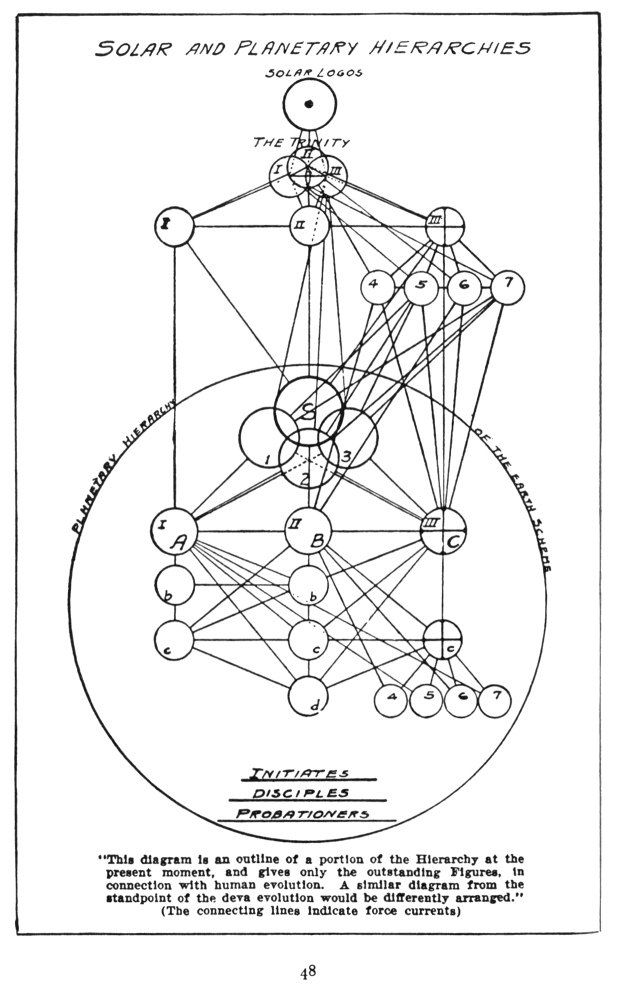 SOLAR AND PLANETARY HIERARCHIES
SOLAR LOGOS
THE TRINITY
II
I III
I II III
4 5 6 7
PLANETARY HIERARCHY OF THE EARTH SCHEME
S
1 3
2
I II III
A B C
b b
c c c
4 5 6 7
d
INITIATES
DISCIPLES
PROBATIONERS
"This diagram is an outline of a portion of the Hierarchy at the
present moment, and gives only the outstanding Figures, in
connection with human evolution. A similar diagram from the
standpoint of the deva evolution would be differently arranged."
(The connecting lines indicate force currents)
48